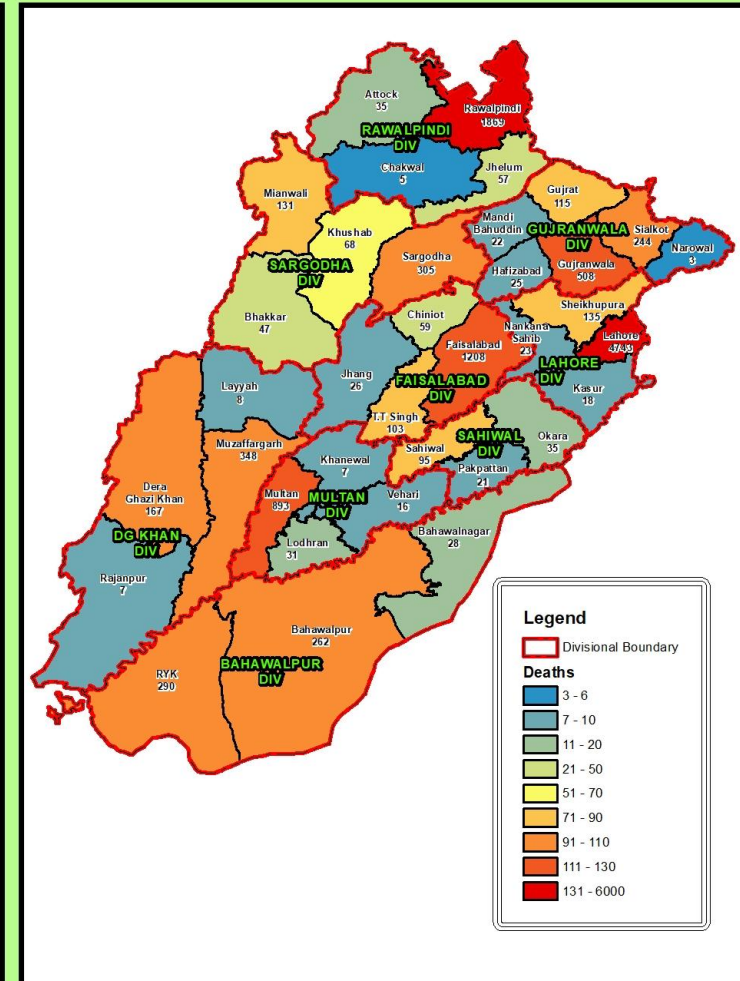 Attock
35
Rawalpindi
1869
RAWALPINDI
DIV
Chakwal
5
Jhelum
57
Mianwali
131
Gujrat
115
Khushab
68
Mandi
Bahuddin
22
GUJRANWALA
DIV
Sialkot
244
Narowal
3
Sargodha
305
Hafizabad
25
Gujranwala
508
SARGODHA
DIV
Sheikhupura
135
Bhakkar
47
Chiniot
59
Nankana
Sahib
23
Lahore
4743
Faisalabad
1208
LAHORE
DIV
Jhang
26
FAISALABAD
DIV
Kasur
18
Layyah
8
T.T Singh
103
Okara
35
SAHIWAL
DIV
Muzaffargarh
348
Sahiwal
95
Khanewal
7
Pakpattan
21
Dera
Ghazi Khan
167
Multan
893
MULTAN
DIV
Vehari
16
Bahawalnagar
28
DG KHAN
DIV
Lodhran
31
Rajanpur
7
Bahawalpur
262
BAHAWALPUR
DIV
RYK
290
Legend
Divisional Boundary
Deaths
3 - 6
7 - 10
11 - 20
21 - 50
51 - 70
71 - 90
91 - 110
111 - 130
131 - 6000